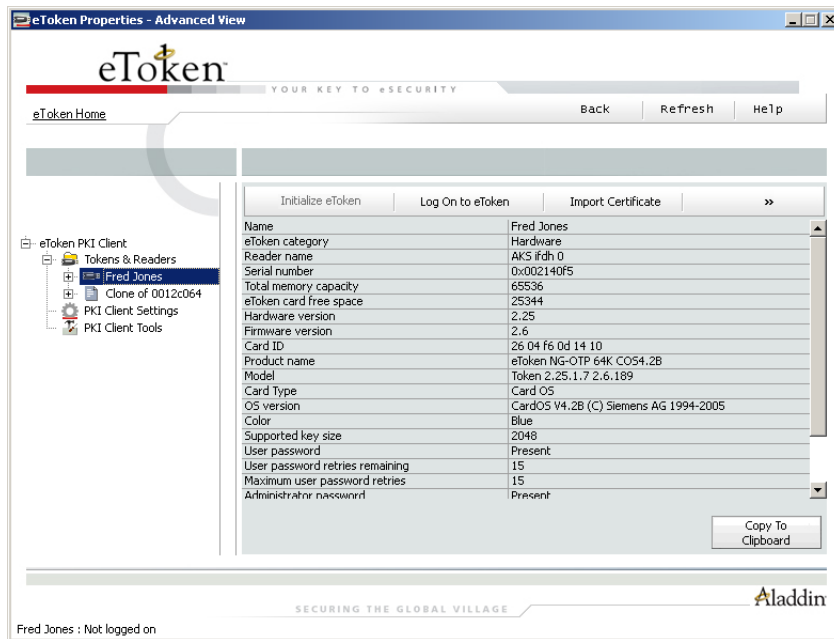 eToken Properties - Advanced View
eToken™
YOUR KEY TO eSECURITY
eToken Home
Back Refresh Help
Initialize eToken Log On to eToken Import Certificate »
eToken PKI Client
Tokens & Readers
Fred Jones
Clone of 0012c064
PKI Client Settings
PKI Client Tools
Name Fred Jones
eToken category Hardware
Reader name AKS ifdh 0
Serial number 0x002140f5
Total memory capacity 65536
eToken card free space 25344
Hardware version 2.25
Firmware version 2.6
Card ID 26 04 f6 0d 14 10
Product name eToken NG-OTP 64K COS4.2B
Model Token 2.25.1.7 2.6.189
Card Type Card OS
OS version CardOS V4.2B (C) Siemens AG 1994-2005
Color Blue
Supported key size 2048
User password Present
User password retries remaining 15
Maximum user password retries 15
Administrator password Present
Copy To
Clipboard
Aladdin
SECURING THE GLOBAL VILLAGE
Fred Jones : Not logged on